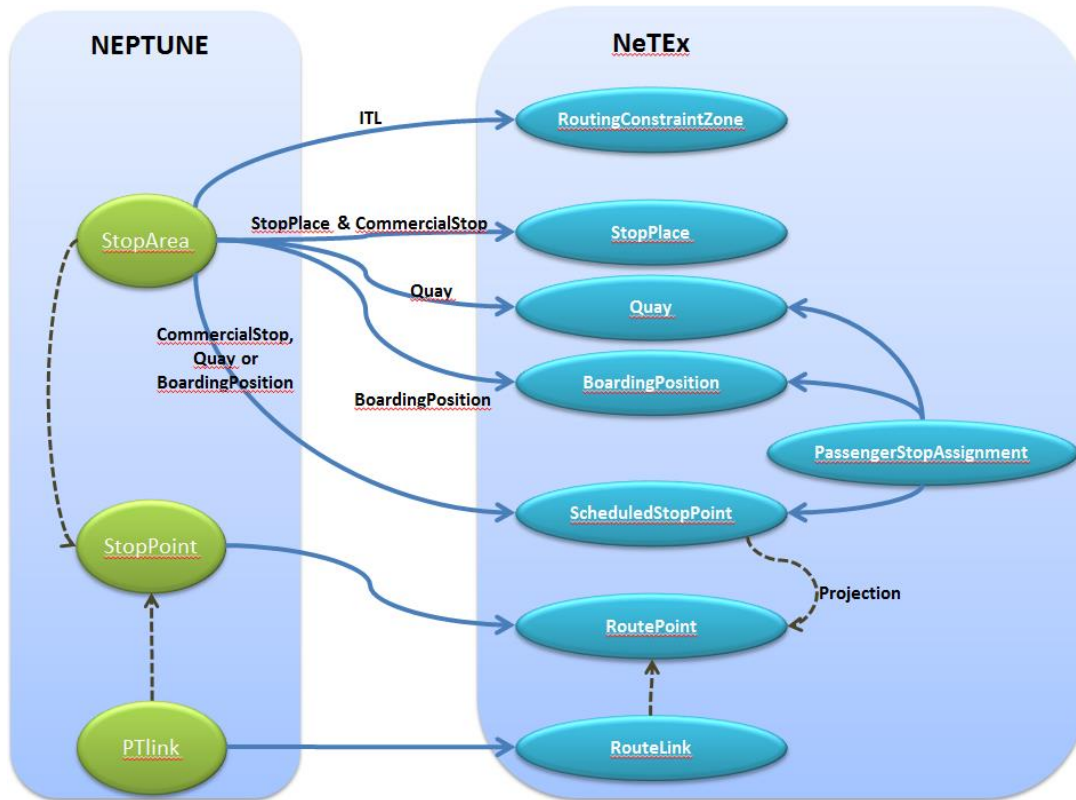 NEPTUNE
NeTEx
ITL
RoutingConstraintZone
StopArea
StopPlace & CommercialStop
StopPlace
Quay
Quay
CommercialStop,
Quay or
BoardingPosition
BoardingPosition
BoardingPosition
PassengerStopAssignment
ScheduledStopPoint
StopPoint
Projection
RoutePoint
PTlink
RouteLink